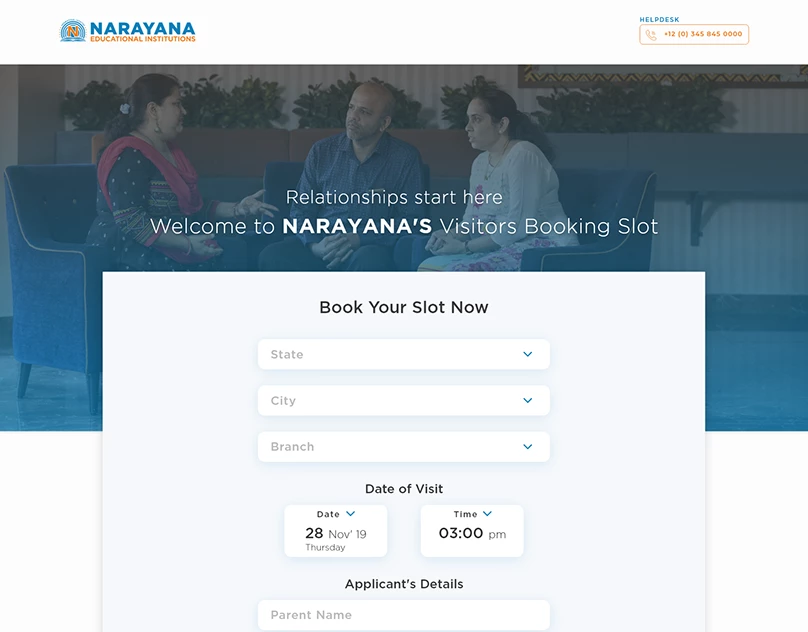 NARAYANA
EDUCATIONAL INSTITUTIONS
HELPDESK
+12 (0) 345 845 0000
Relationships start here
Welcome to NARAYANA'S Visitors Booking Slot
Book Your Slot Now
State
City
Branch
Date of Visit
Date
28 Nov' 19
Thursday
Time
03:00 pm
Applicant's Details
Parent Name